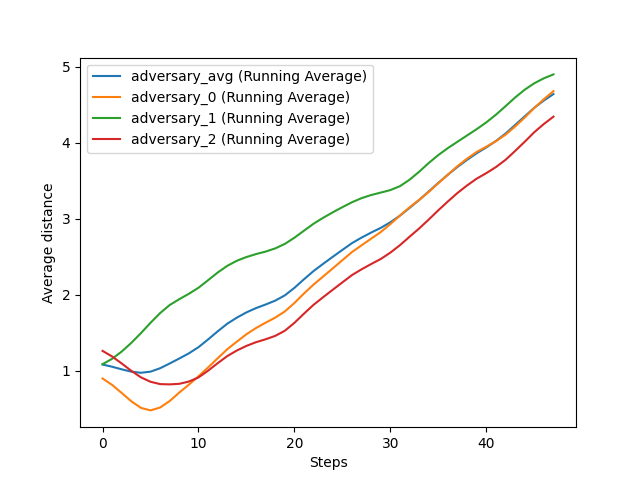 adversary_avg (Running Average)
adversary_0 (Running Average)
adversary_1 (Running Average)
adversary_2 (Running Average)
5
4
3
2
1
Average distance
0 10 20 30 40
Steps